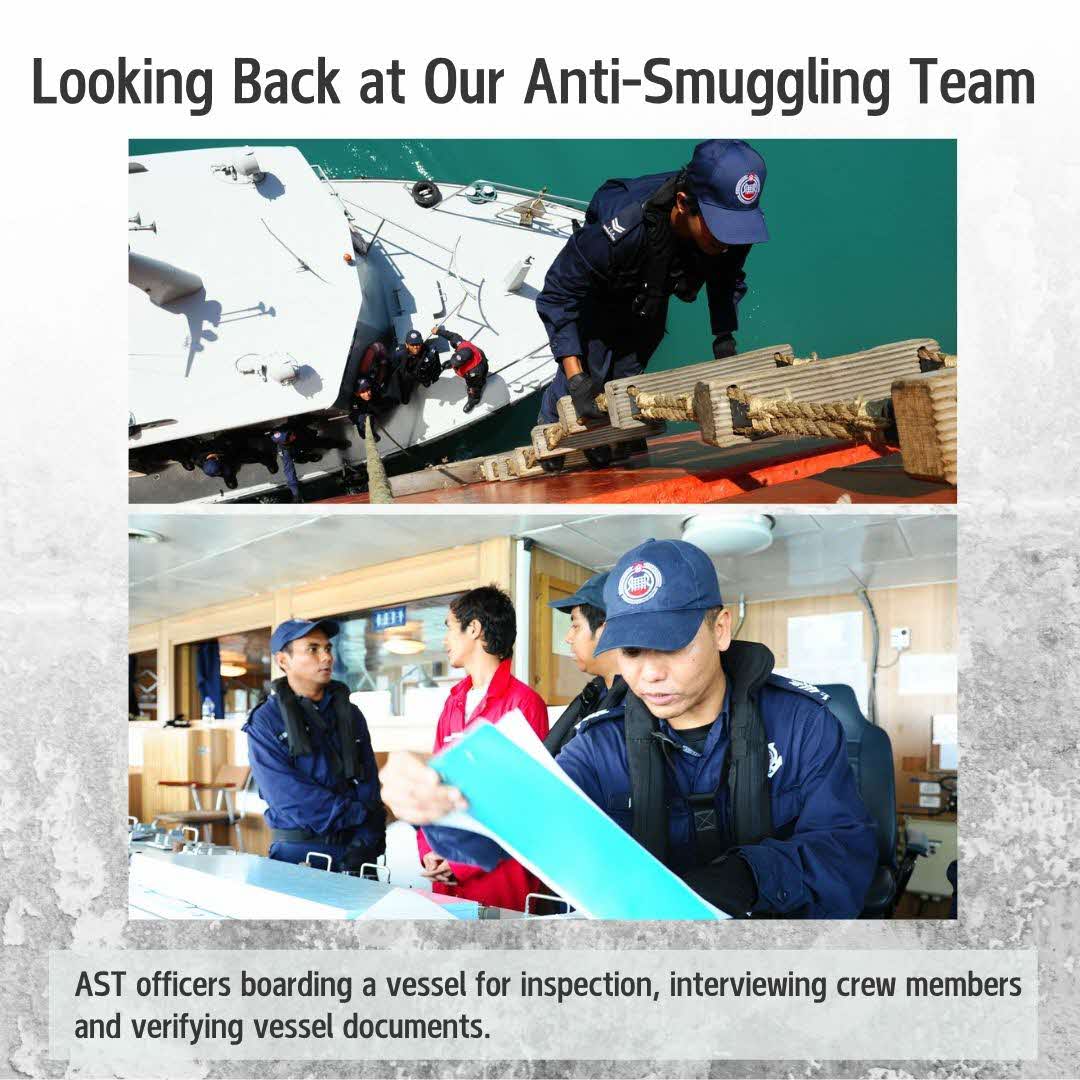 Looking Back at Our Anti-Smuggling Team
AST officers boarding a vessel for inspection, interviewing crew members
and verifying vessel documents.